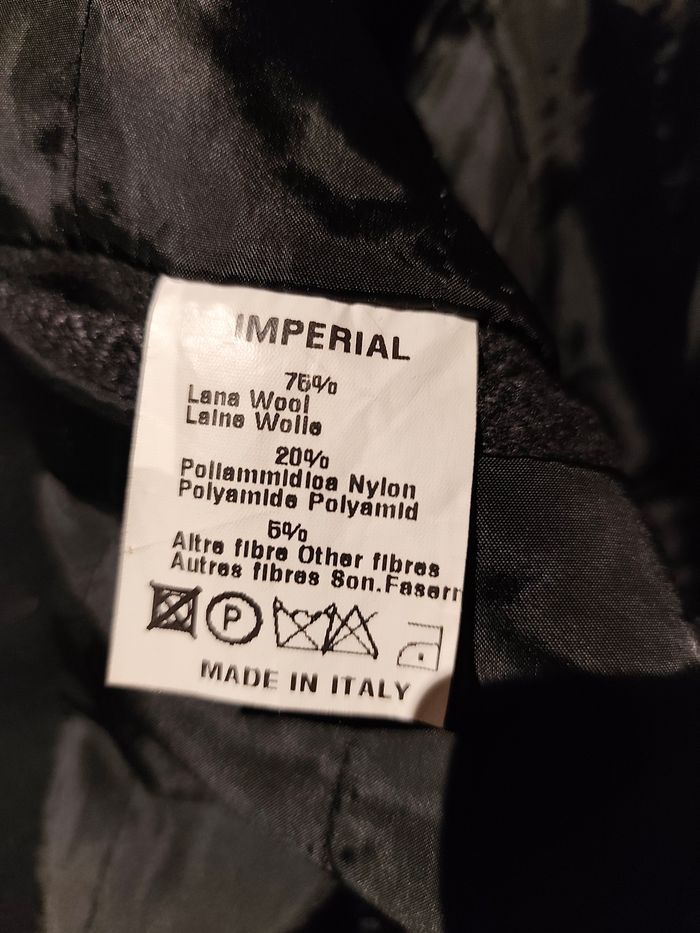 IMPERIAL
75%
Lana Wool
Laine Wolle
20%
Poliammidica Nylon
Polyamide Polyamid
5%
Altre fibre Other fibres
Autres fibres Son.Fasern
P
MADE IN ITALY